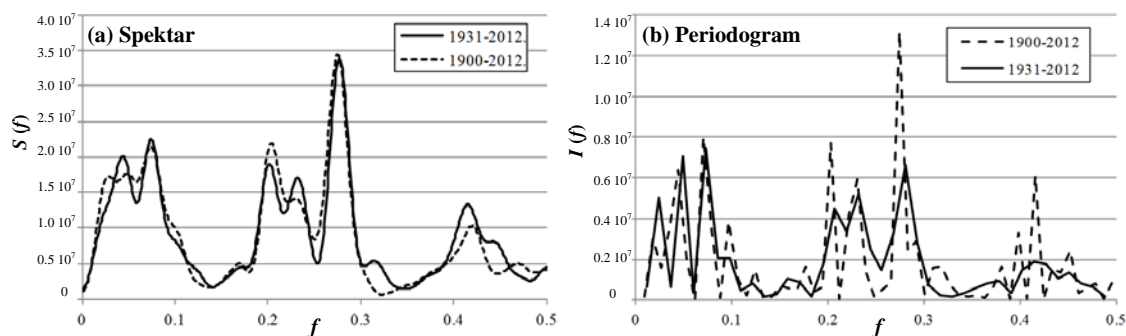 (a) Spektar
1931-2012.
1900-2012.
S (f)
4.0 10⁷
3.5 10⁷
3.0 10⁷
2.5 10⁷
2.0 10⁷
1.5 10⁷
1.0 10⁷
0.5 10⁷
0
0 0.1 0.2 0.3 0.4 0.5
f
(b) Periodogram
1900-2012
1931-2012
I (f)
1.4 10⁷
1.2 10⁷
1.0 10⁷
0.8 10⁷
0.6 10⁷
0.4 10⁷
0.2 10⁷
0
0 0.1 0.2 0.3 0.4 0.5
f